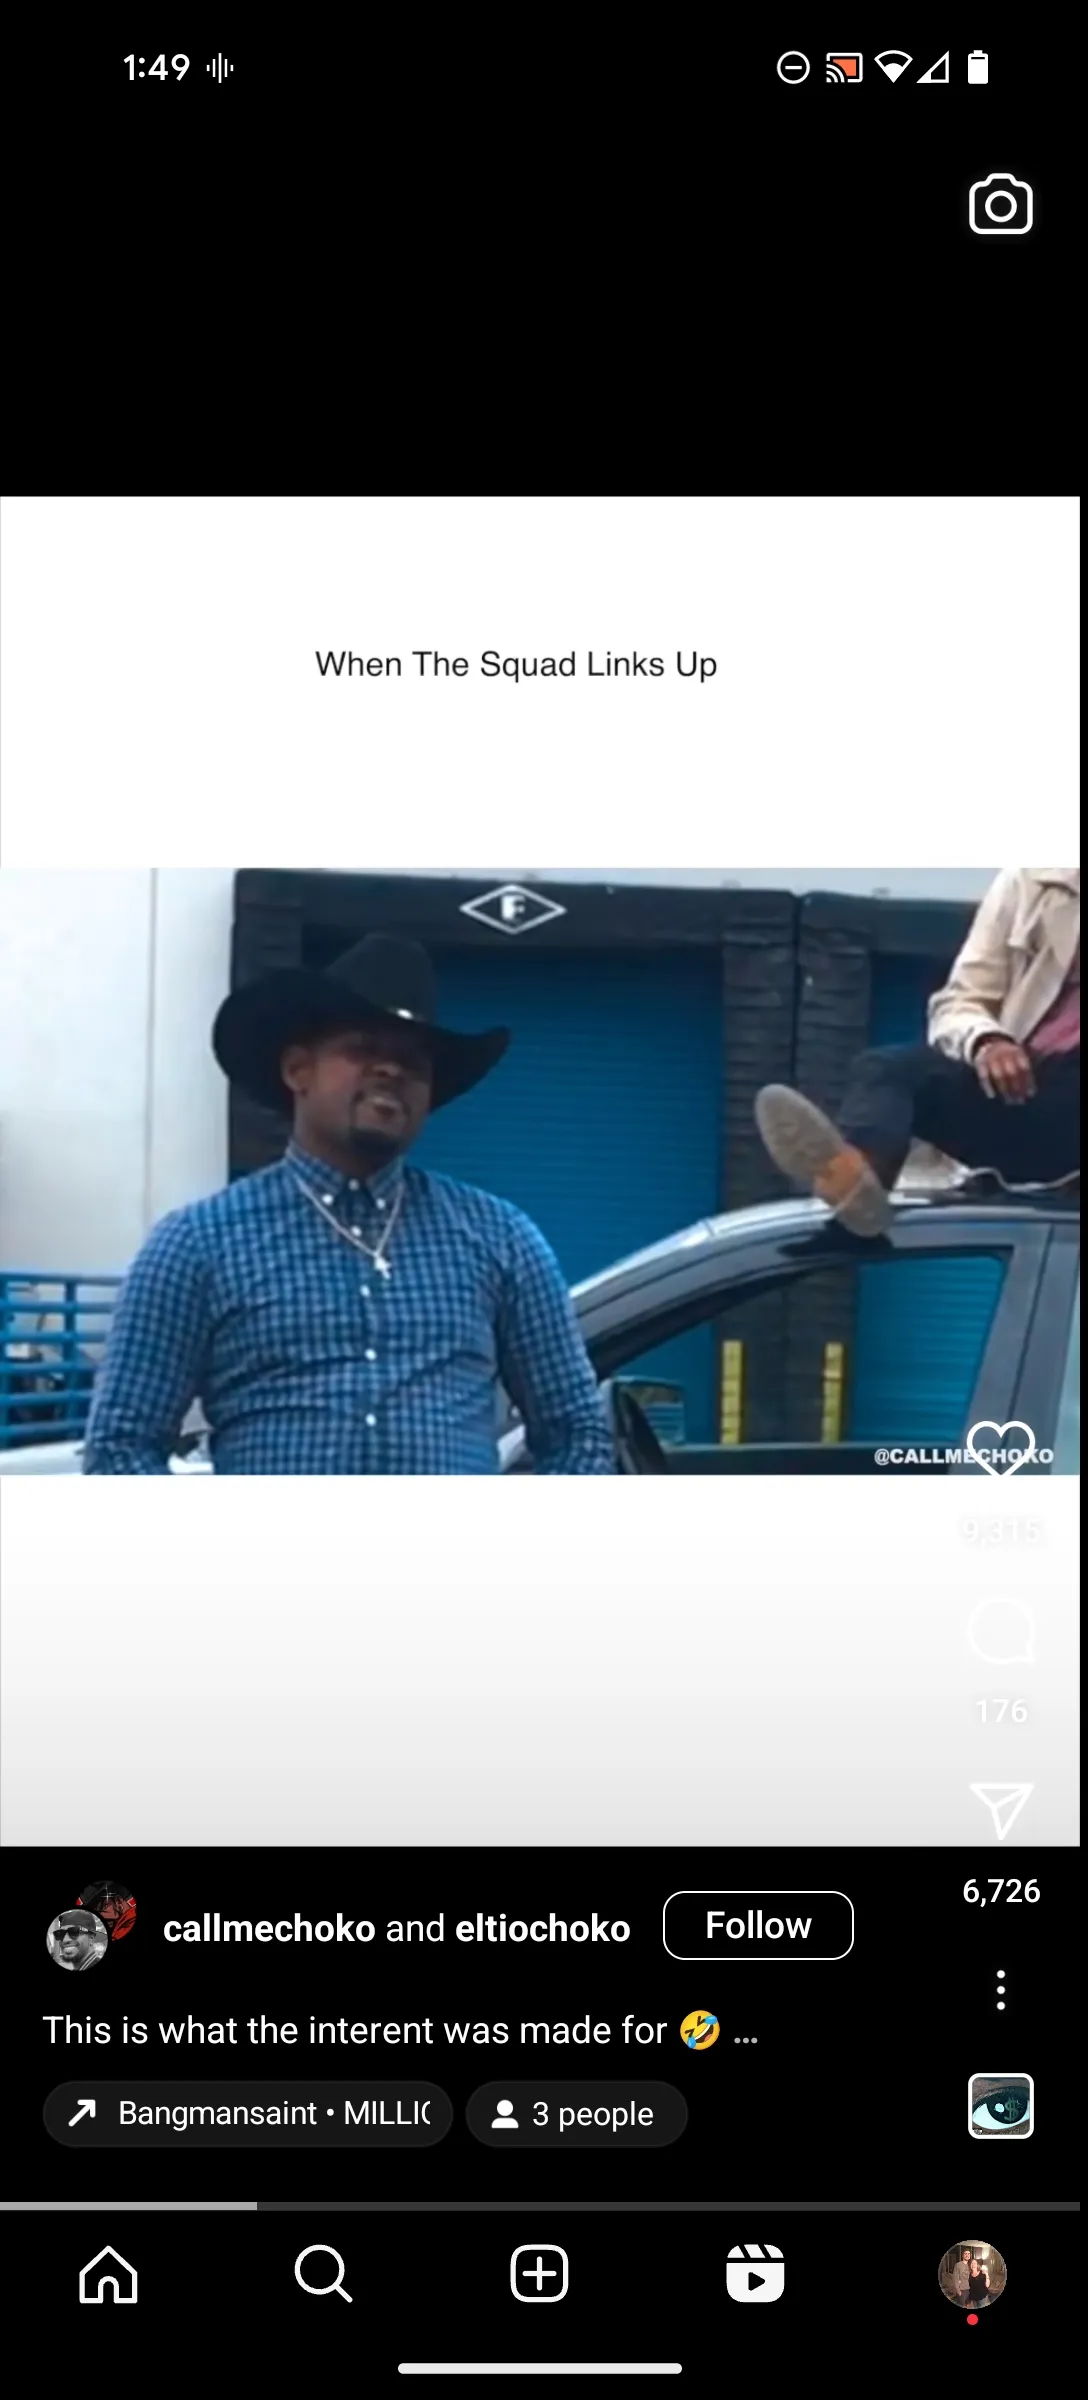 1:49
When The Squad Links Up
F
@CALLMECHOKO
9,315
176
6,726
callmechoko and eltiochoko
Follow
This is what the interent was made for 🤣 ...
Bangmansaint • MILLI
3 people